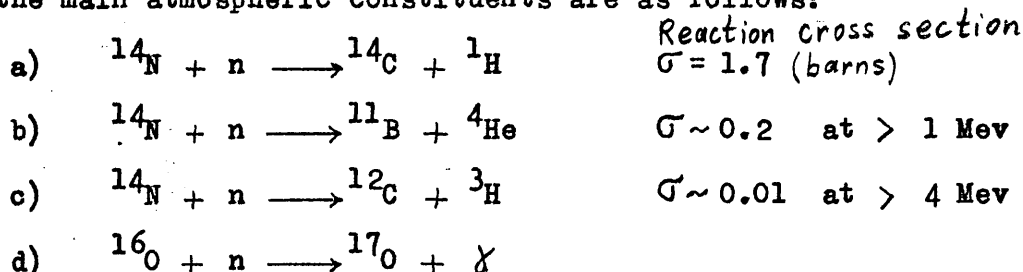 the main atmospheric constituents are as follows:
Reaction cross section
a) ¹⁴N + n ⟶ ¹⁴C + ¹H σ = 1.7 (barns)
b) ¹⁴N + n ⟶ ¹¹B + ⁴He σ ~ 0.2 at > 1 Mev
c) ¹⁴N + n ⟶ ¹²C + ³H σ ~ 0.01 at > 4 Mev
d) ¹⁶O + n ⟶ ¹⁷O + γ